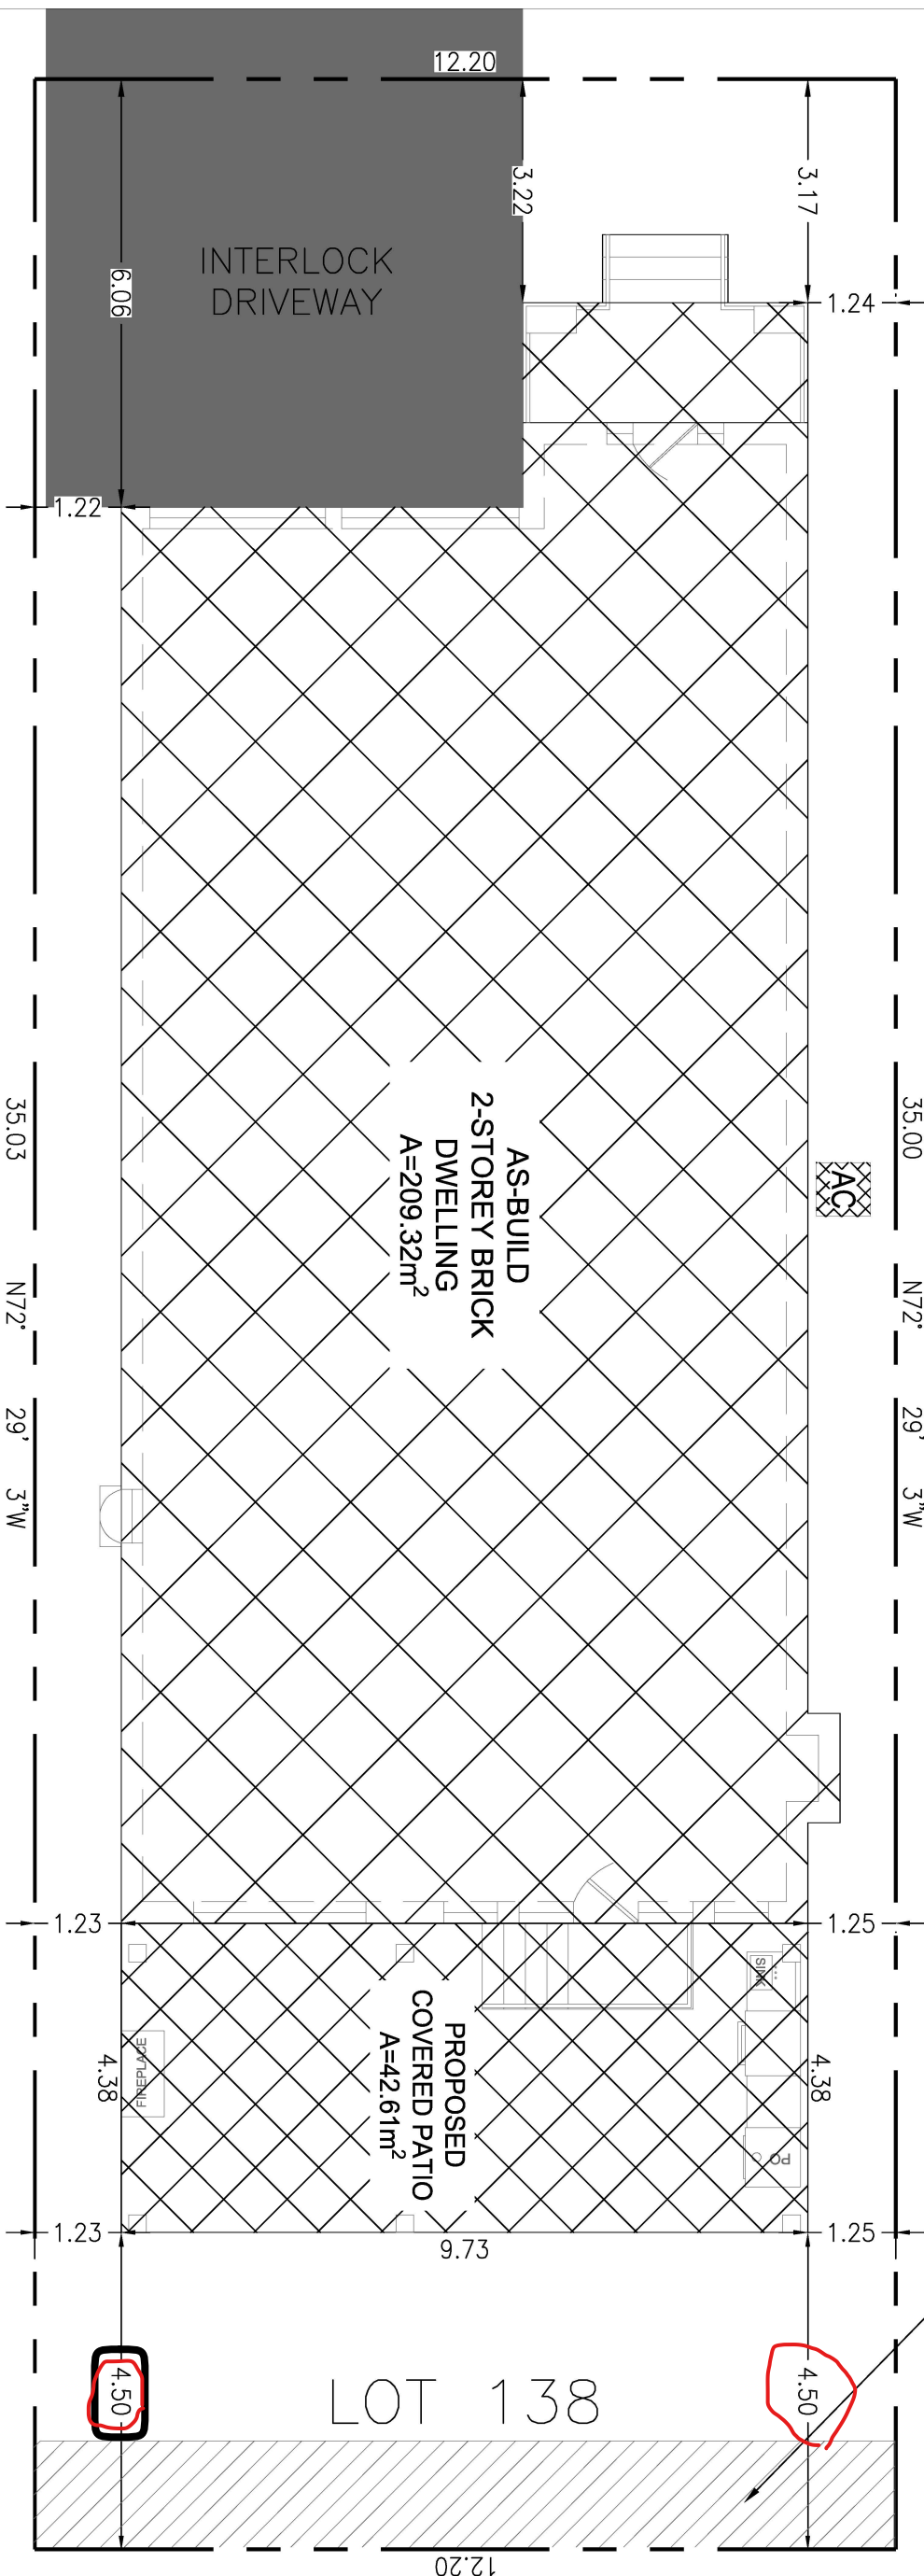 12.20
3.22
3.17
6.06
INTERLOCK
DRIVEWAY
1.24
1.22
35.03 N72° 29' 3"W
35.00 N72° 29' 3"W
AC
AS-BUILD
2-STOREY BRICK
DWELLING
A=209.32m²
1.23
1.25
SINK
PROPOSED
COVERED PATIO
A=42.61m²
FIREPLACE
4.38
4.38
PO
1.23
1.25
9.73
4.50
4.50
LOT 138
12.20